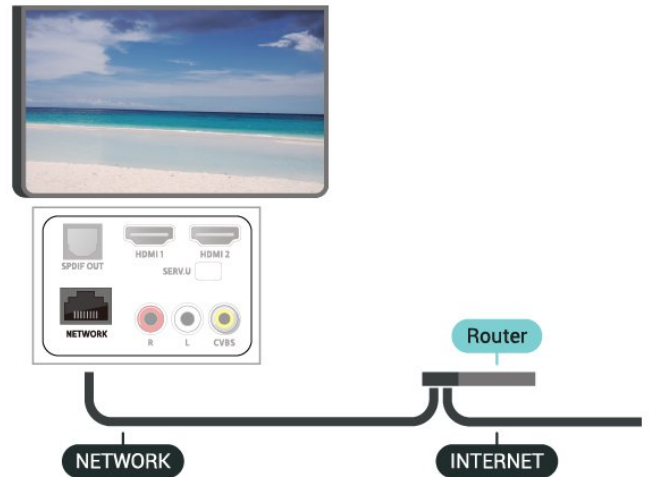 SPDIF OUT
HDMI 1
HDMI 2
SERV.U
NETWORK
R
L
CVBS
Router
NETWORK
INTERNET